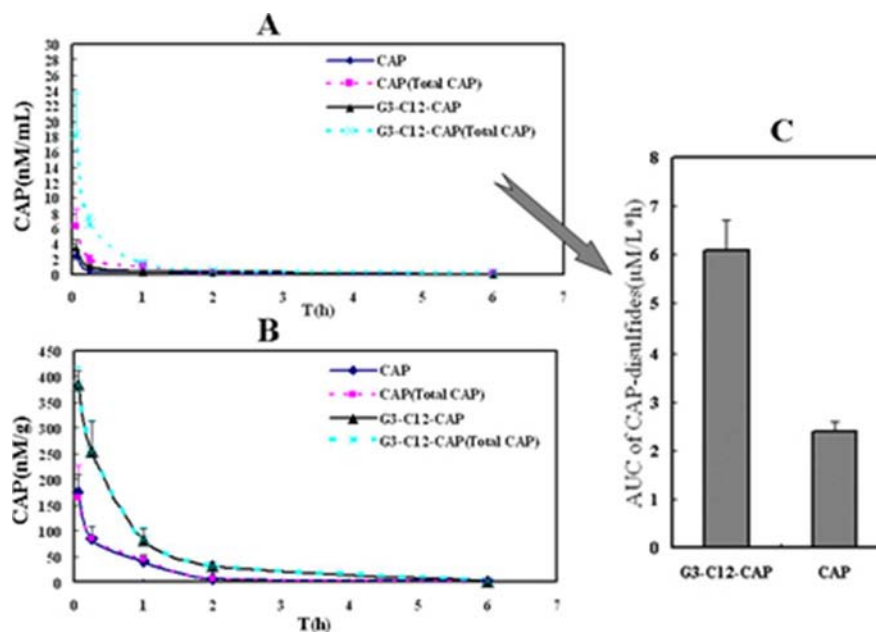 A
30
28
26
24
22
20
18
16
14
12
10
8
6
4
2
0
CAP(nM/mL)
CAP
CAP(Total CAP)
G3-C12-CAP
G3-C12-CAP(Total CAP)
0 1 2 3 4 5 6 7
T(h)
B
450
400
350
300
250
200
150
100
50
0
CAP(nM/g)
CAP
CAP(Total CAP)
G3-C12-CAP
G3-C12-CAP(Total CAP)
0 1 2 3 4 5 6 7
T(h)
C
8
7
6
5
4
3
2
1
0
AUC of CAP-disulfides(μM/L*h)
G3-C12-CAP CAP